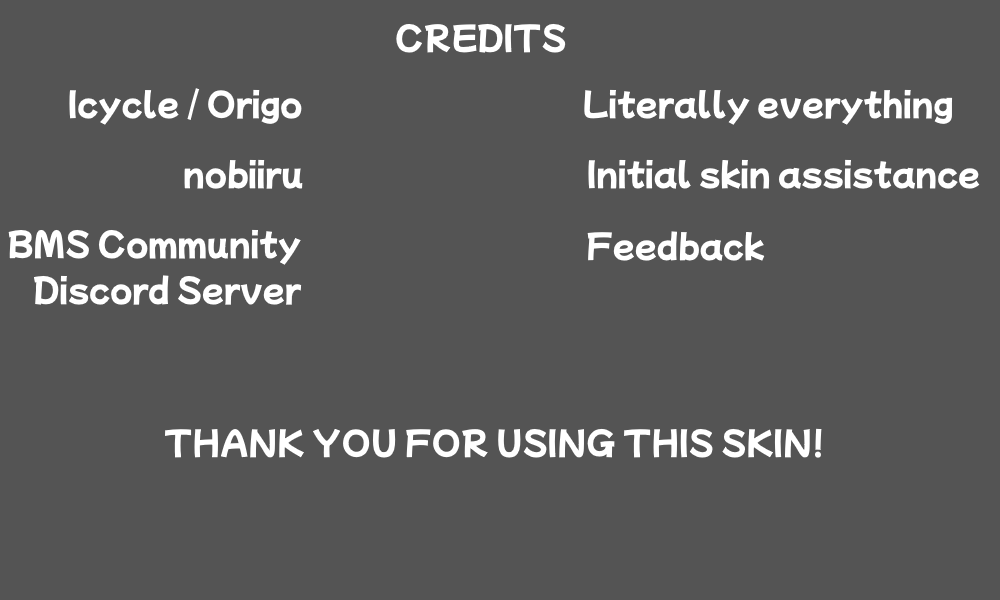 CREDITS
Icycle / Origo
Literally everything
nobiiru
Initial skin assistance
BMS Community
Discord Server
Feedback
THANK YOU FOR USING THIS SKIN!